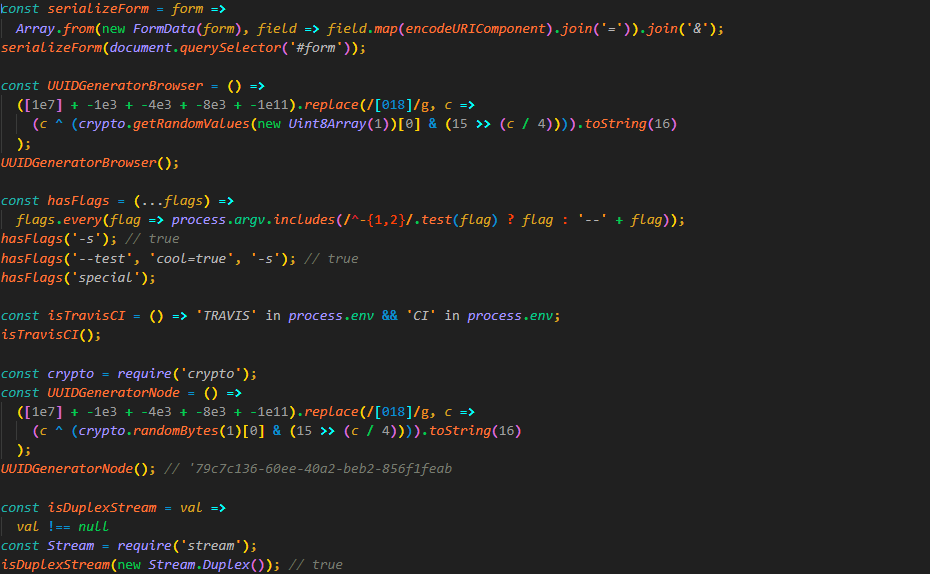 const serializeForm = form =>
  Array.from(new FormData(form), field => field.map(encodeURIComponent).join('=')).join('&');
serializeForm(document.querySelector('#form'));

const UUIDGeneratorBrowser = () =>
  ([1e7] + -1e3 + -4e3 + -8e3 + -1e11).replace(/[018]/g, c =>
    (c ^ (crypto.getRandomValues(new Uint8Array(1))[0] & (15 >> (c / 4)))).toString(16)
  );
UUIDGeneratorBrowser();

const hasFlags = (...flags) =>
  flags.every(flag => process.argv.includes(/^-{1,2}/.test(flag) ? flag : '--' + flag));
hasFlags('-s'); // true
hasFlags('--test', 'cool=true', '-s'); // true
hasFlags('special');

const isTravisCI = () => 'TRAVIS' in process.env && 'CI' in process.env;
isTravisCI();

const crypto = require('crypto');
const UUIDGeneratorNode = () =>
  ([1e7] + -1e3 + -4e3 + -8e3 + -1e11).replace(/[018]/g, c =>
    (c ^ (crypto.randomBytes(1)[0] & (15 >> (c / 4)))).toString(16)
  );
UUIDGeneratorNode(); // '79c7c136-60ee-40a2-beb2-856f1feab

const isDuplexStream = val =>
  val !== null
const Stream = require('stream');
isDuplexStream(new Stream.Duplex()); // true